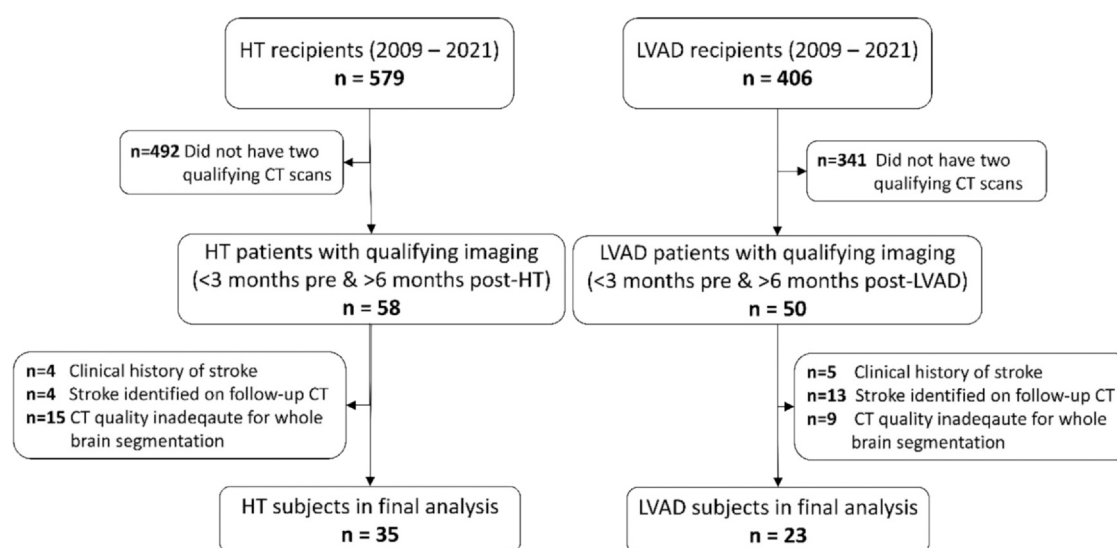 HT recipients (2009 – 2021)
n = 579
n=492 Did not have two
qualifying CT scans
HT patients with qualifying imaging
(<3 months pre & >6 months post-HT)
n = 58
n=4 Clinical history of stroke
n=4 Stroke identified on follow-up CT
n=15 CT quality inadeqaute for whole
brain segmentation
HT subjects in final analysis
n = 35
LVAD recipients (2009 – 2021)
n = 406
n=341 Did not have two
qualifying CT scans
LVAD patients with qualifying imaging
(<3 months pre & >6 months post-LVAD)
n = 50
n=5 Clinical history of stroke
n=13 Stroke identified on follow-up CT
n=9 CT quality inadeqaute for whole
brain segmentation
LVAD subjects in final analysis
n = 23